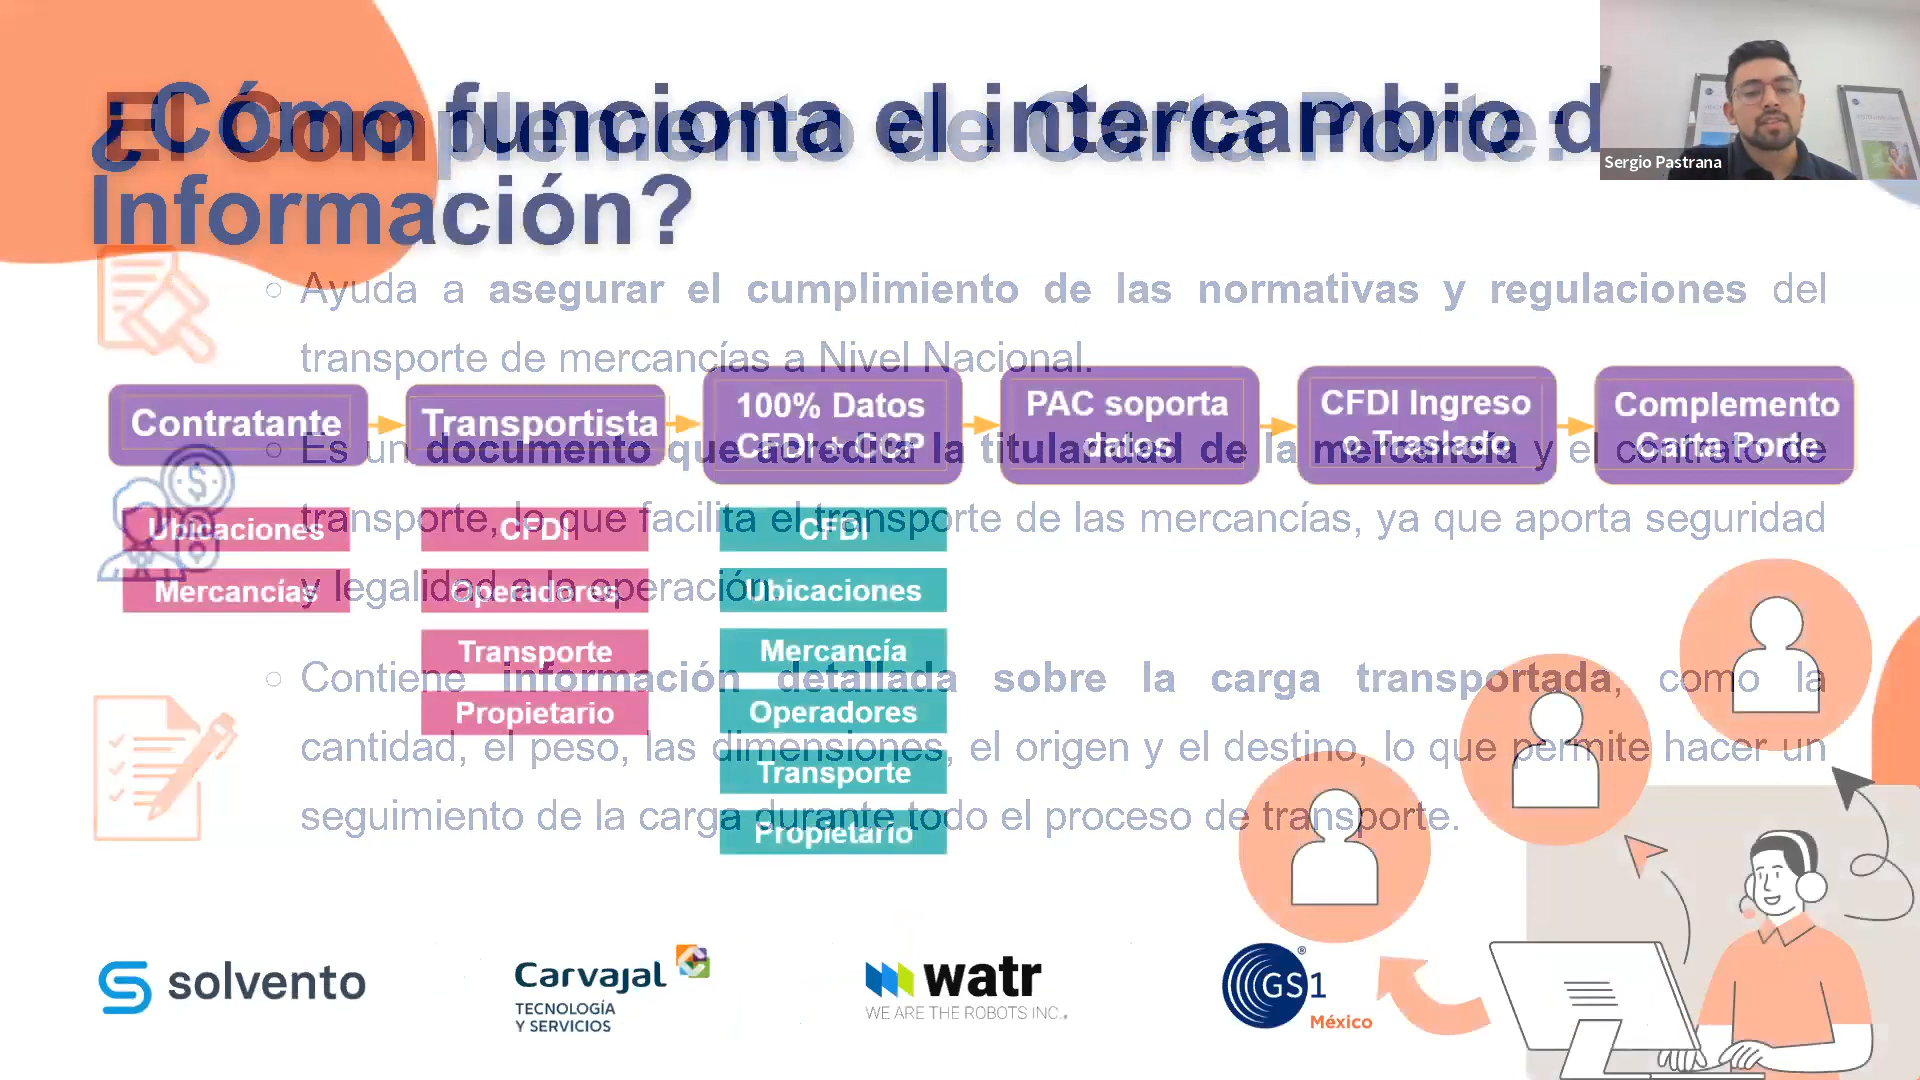 ¿Cómo funciona el intercambio d
Información?
El Complemento de Carta Porte:
Sergio Pastrana
Ayuda a asegurar el cumplimiento de las normativas y regulaciones del
transporte de mercancías a Nivel Nacional.
Es un documento que acredita la titularidad de la mercancía y el contrato de
transporte, lo que facilita el transporte de las mercancías, ya que aporta seguridad
y legalidad a la operación.
Contiene información detallada sobre la carga transportada, como la
cantidad, el peso, las dimensiones, el origen y el destino, lo que permite hacer un
seguimiento de la carga durante todo el proceso de transporte.
Contratante
Ubicaciones
Mercancías
Transportista
CFDI
Operadores
Transporte
Propietario
100% Datos
CFDI + CCP
CFDI
Ubicaciones
Mercancía
Operadores
Transporte
Propietario
PAC soporta
datos
CFDI Ingreso
o Traslado
Complemento
Carta Porte
solvento
Carvajal
TECNOLOGÍA
Y SERVICIOS
watr
WE ARE THE ROBOTS INC.
GS1
México